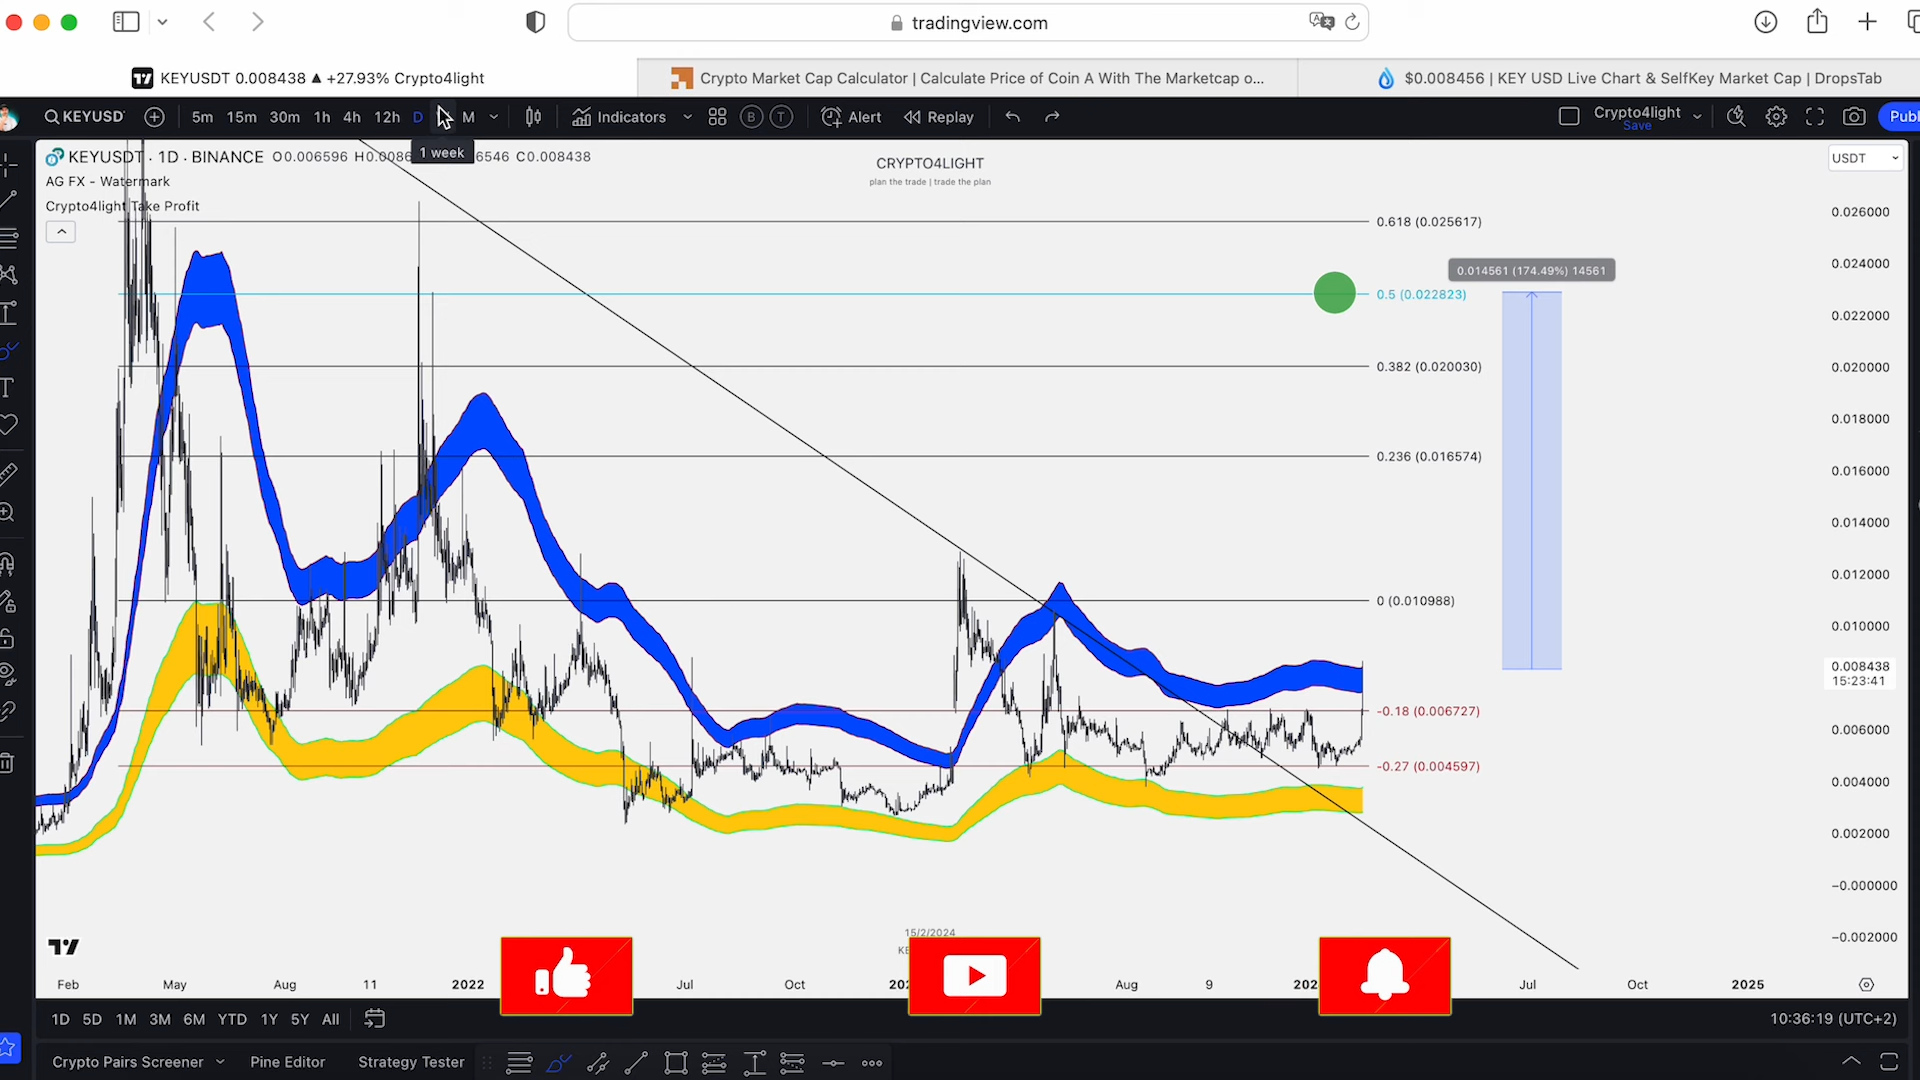 tradingview.com
KEYUSDT 0.008438 ▲ +27.93% Crypto4light
Crypto Market Cap Calculator | Calculate Price of Coin A With The Marketcap o...
$0.008456 | KEY USD Live Chart & SelfKey Market Cap | DropsTab
KEYUSDT
5m 15m 30m 1h 4h 12h D M
Indicators
B T
Alert
Replay
Crypto4light
Save
Publ
1 week
KEYUSDT · 1D · BINANCE O0.006596 H0.0086 6546 C0.008438
AG FX - Watermark
Crypto4light Take Profit
CRYPTO4LIGHT
plan the trade | trade the plan
USDT
0.618 (0.025617)
0.5 (0.022823)
0.382 (0.020030)
0.236 (0.016574)
0 (0.010988)
-0.18 (0.006727)
-0.27 (0.004597)
0.014561 (174.49%) 14561
0.026000
0.024000
0.022000
0.020000
0.018000
0.016000
0.014000
0.012000
0.010000
0.008438
15:23:41
0.006000
0.004000
0.002000
−0.000000
−0.002000
15/2/2024
KE
Feb May Aug 11 2022 Jul Oct 202 Aug 9 202 Jul Oct 2025
1D 5D 1M 3M 6M YTD 1Y 5Y All
10:36:19 (UTC+2)
Crypto Pairs Screener Pine Editor Strategy Tester